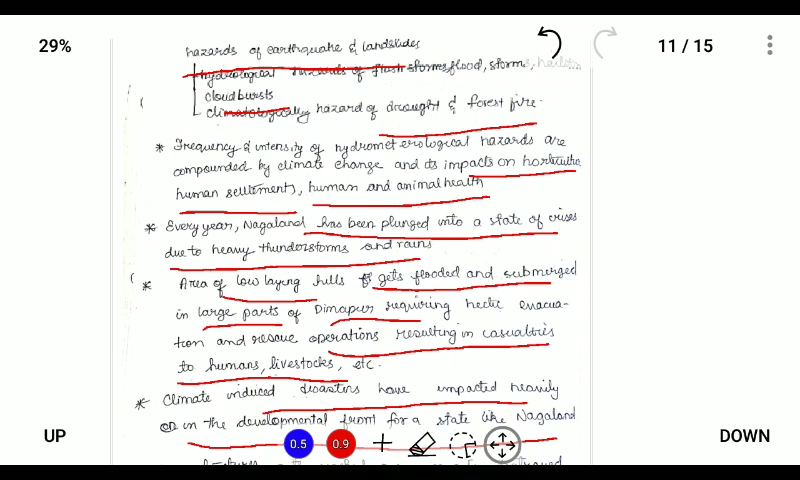 29%
11 / 15
hazards of earthquake & landslides
hydrological hazards of flash storms, flood, storms,
cloud bursts
climatologically hazard of drought & forest fire.
* Frequency & intensity of hydrometerological hazards are
compounded by climate change and its impacts on
human settlements, human and animal health
* Every year, Nagaland has been plunged into a state of crises
due to heavy thunderstorms and rains
* Area of low laying hills gets flooded and submerged
in large parts of Dimapur requiring hectic evacua-
tion and rescue operations resulting in casualties
to humans, livestocks, etc.
* Climate induced disasters have impacted heavily
in the developmental front for a state like Nagaland
UP
0.5
0.9
DOWN